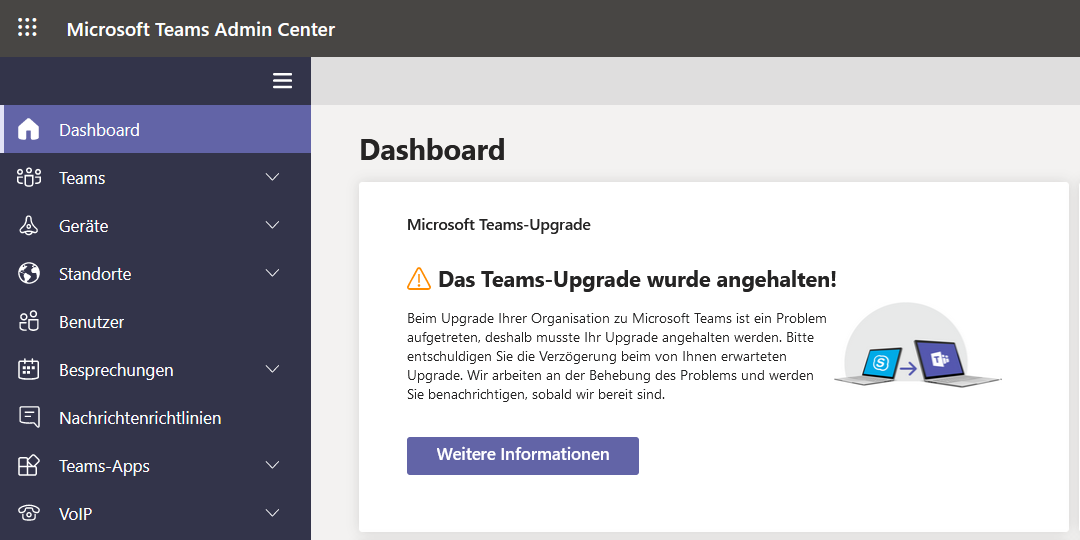 Microsoft Teams Admin Center
Dashboard
Teams
Geräte
Standorte
Benutzer
Besprechungen
Nachrichtenrichtlinien
Teams-Apps
VoIP
Dashboard
Microsoft Teams-Upgrade
Das Teams-Upgrade wurde angehalten!
Beim Upgrade Ihrer Organisation zu Microsoft Teams ist ein Problem
aufgetreten, deshalb musste Ihr Upgrade angehalten werden. Bitte
entschuldigen Sie die Verzögerung beim von Ihnen erwarteten
Upgrade. Wir arbeiten an der Behebung des Problems und werden
Sie benachrichtigen, sobald wir bereit sind.
Weitere Informationen